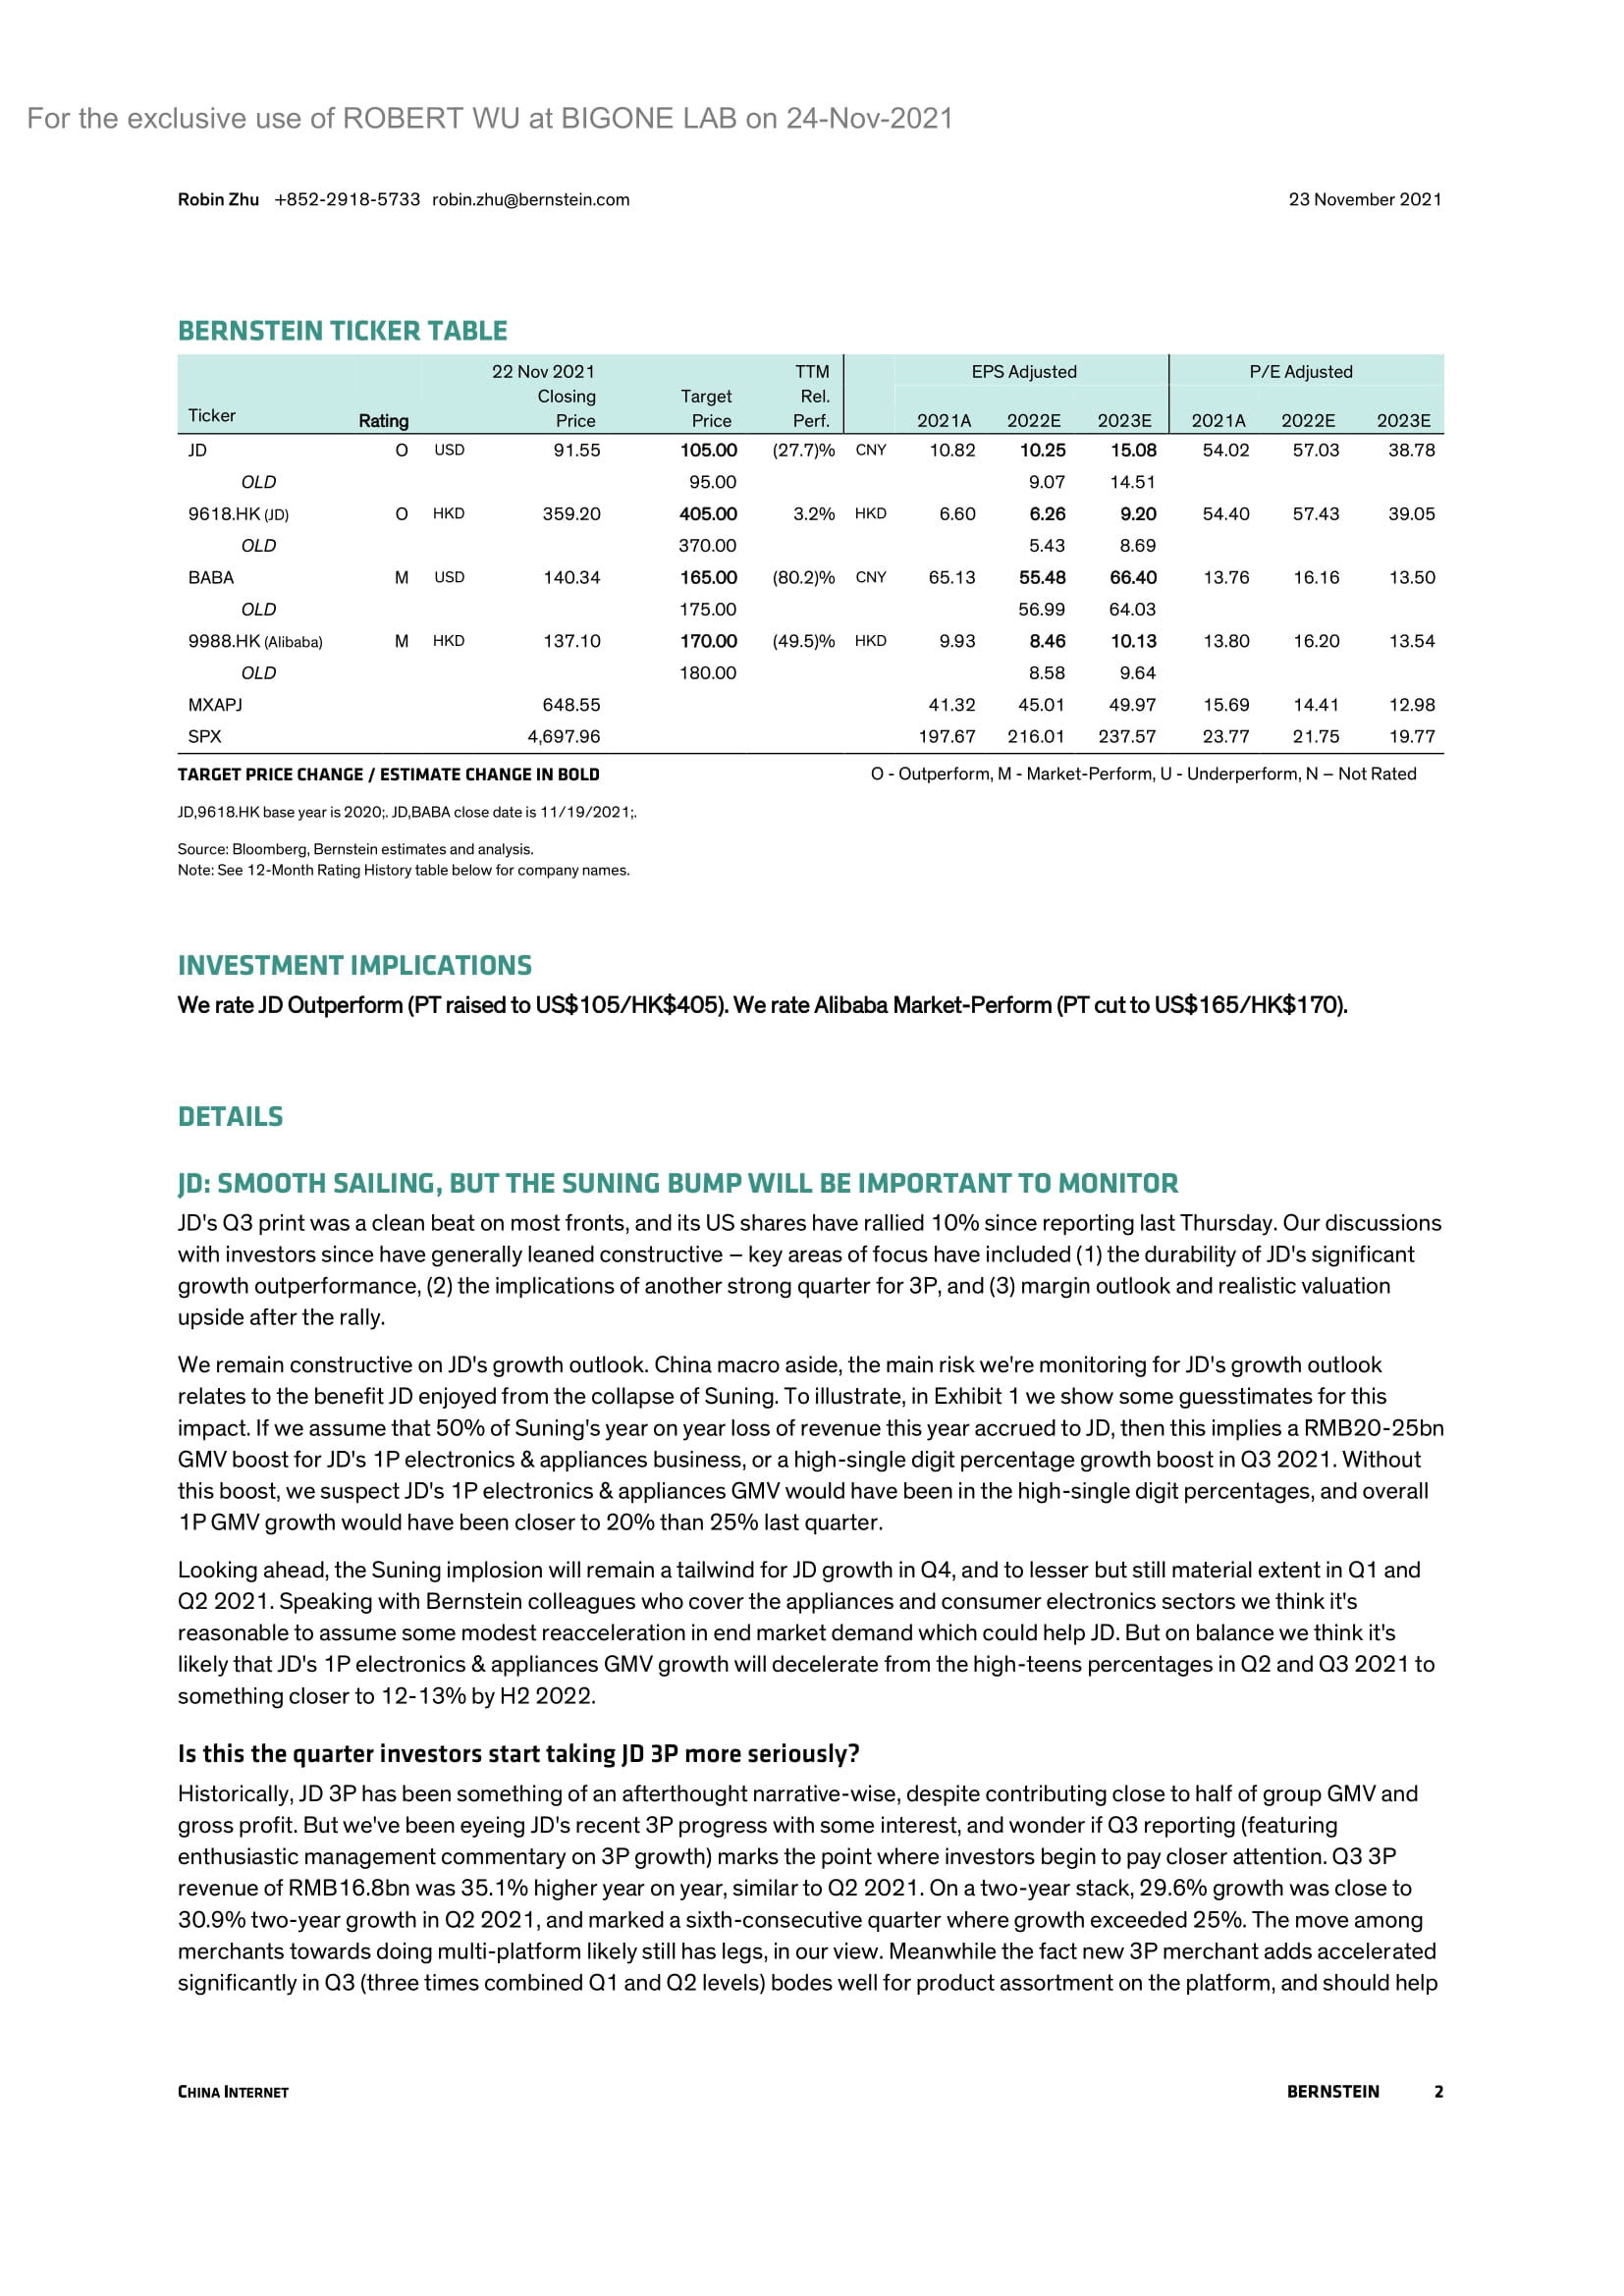 For the exclusive use of ROBERT WU at BIGONE LAB on 24-Nov-2021
Robin Zhu +852-2918-5733 robin.zhu@bernstein.com 23 November 2021
BERNSTEIN TICKER TABLE
22 Nov 2021 TTM EPS Adjusted P/E Adjusted
Closing Target Rel.
Ticker Rating Price Price Perf. 2021A 2022E 2023E 2021A 2022E 2023E
JD O USD 91.55 105.00 (27.7)% CNY 10.82 10.25 15.08 54.02 57.03 38.78
OLD 95.00 9.07 14.51
9618.HK (JD) O HKD 359.20 405.00 3.2% HKD 6.60 6.26 9.20 54.40 57.43 39.05
OLD 370.00 5.43 8.69
BABA M USD 140.34 165.00 (80.2)% CNY 65.13 55.48 66.40 13.76 16.16 13.50
OLD 175.00 56.99 64.03
9988.HK (Alibaba) M HKD 137.10 170.00 (49.5)% HKD 9.93 8.46 10.13 13.80 16.20 13.54
OLD 180.00 8.58 9.64
MXAPJ 648.55 41.32 45.01 49.97 15.69 14.41 12.98
SPX 4,697.96 197.67 216.01 237.57 23.77 21.75 19.77
TARGET PRICE CHANGE / ESTIMATE CHANGE IN BOLD O - Outperform, M - Market-Perform, U - Underperform, N – Not Rated
JD,9618.HK base year is 2020;. JD,BABA close date is 11/19/2021;.
Source: Bloomberg, Bernstein estimates and analysis.
Note: See 12-Month Rating History table below for company names.
INVESTMENT IMPLICATIONS
We rate JD Outperform (PT raised to US$105/HK$405). We rate Alibaba Market-Perform (PT cut to US$165/HK$170).
DETAILS
JD: SMOOTH SAILING, BUT THE SUNING BUMP WILL BE IMPORTANT TO MONITOR
JD's Q3 print was a clean beat on most fronts, and its US shares have rallied 10% since reporting last Thursday. Our discussions
with investors since have generally leaned constructive – key areas of focus have included (1) the durability of JD's significant
growth outperformance, (2) the implications of another strong quarter for 3P, and (3) margin outlook and realistic valuation
upside after the rally.
We remain constructive on JD's growth outlook. China macro aside, the main risk we're monitoring for JD's growth outlook
relates to the benefit JD enjoyed from the collapse of Suning. To illustrate, in Exhibit 1 we show some guesstimates for this
impact. If we assume that 50% of Suning's year on year loss of revenue this year accrued to JD, then this implies a RMB20-25bn
GMV boost for JD's 1P electronics & appliances business, or a high-single digit percentage growth boost in Q3 2021. Without
this boost, we suspect JD's 1P electronics & appliances GMV would have been in the high-single digit percentages, and overall
1P GMV growth would have been closer to 20% than 25% last quarter.
Looking ahead, the Suning implosion will remain a tailwind for JD growth in Q4, and to lesser but still material extent in Q1 and
Q2 2021. Speaking with Bernstein colleagues who cover the appliances and consumer electronics sectors we think it's
reasonable to assume some modest reacceleration in end market demand which could help JD. But on balance we think it's
likely that JD's 1P electronics & appliances GMV growth will decelerate from the high-teens percentages in Q2 and Q3 2021 to
something closer to 12-13% by H2 2022.
Is this the quarter investors start taking JD 3P more seriously?
Historically, JD 3P has been something of an afterthought narrative-wise, despite contributing close to half of group GMV and
gross profit. But we've been eyeing JD's recent 3P progress with some interest, and wonder if Q3 reporting (featuring
enthusiastic management commentary on 3P growth) marks the point where investors begin to pay closer attention. Q3 3P
revenue of RMB16.8bn was 35.1% higher year on year, similar to Q2 2021. On a two-year stack, 29.6% growth was close to
30.9% two-year growth in Q2 2021, and marked a sixth-consecutive quarter where growth exceeded 25%. The move among
merchants towards doing multi-platform likely still has legs, in our view. Meanwhile the fact new 3P merchant adds accelerated
significantly in Q3 (three times combined Q1 and Q2 levels) bodes well for product assortment on the platform, and should help
CHINA INTERNET BERNSTEIN 2